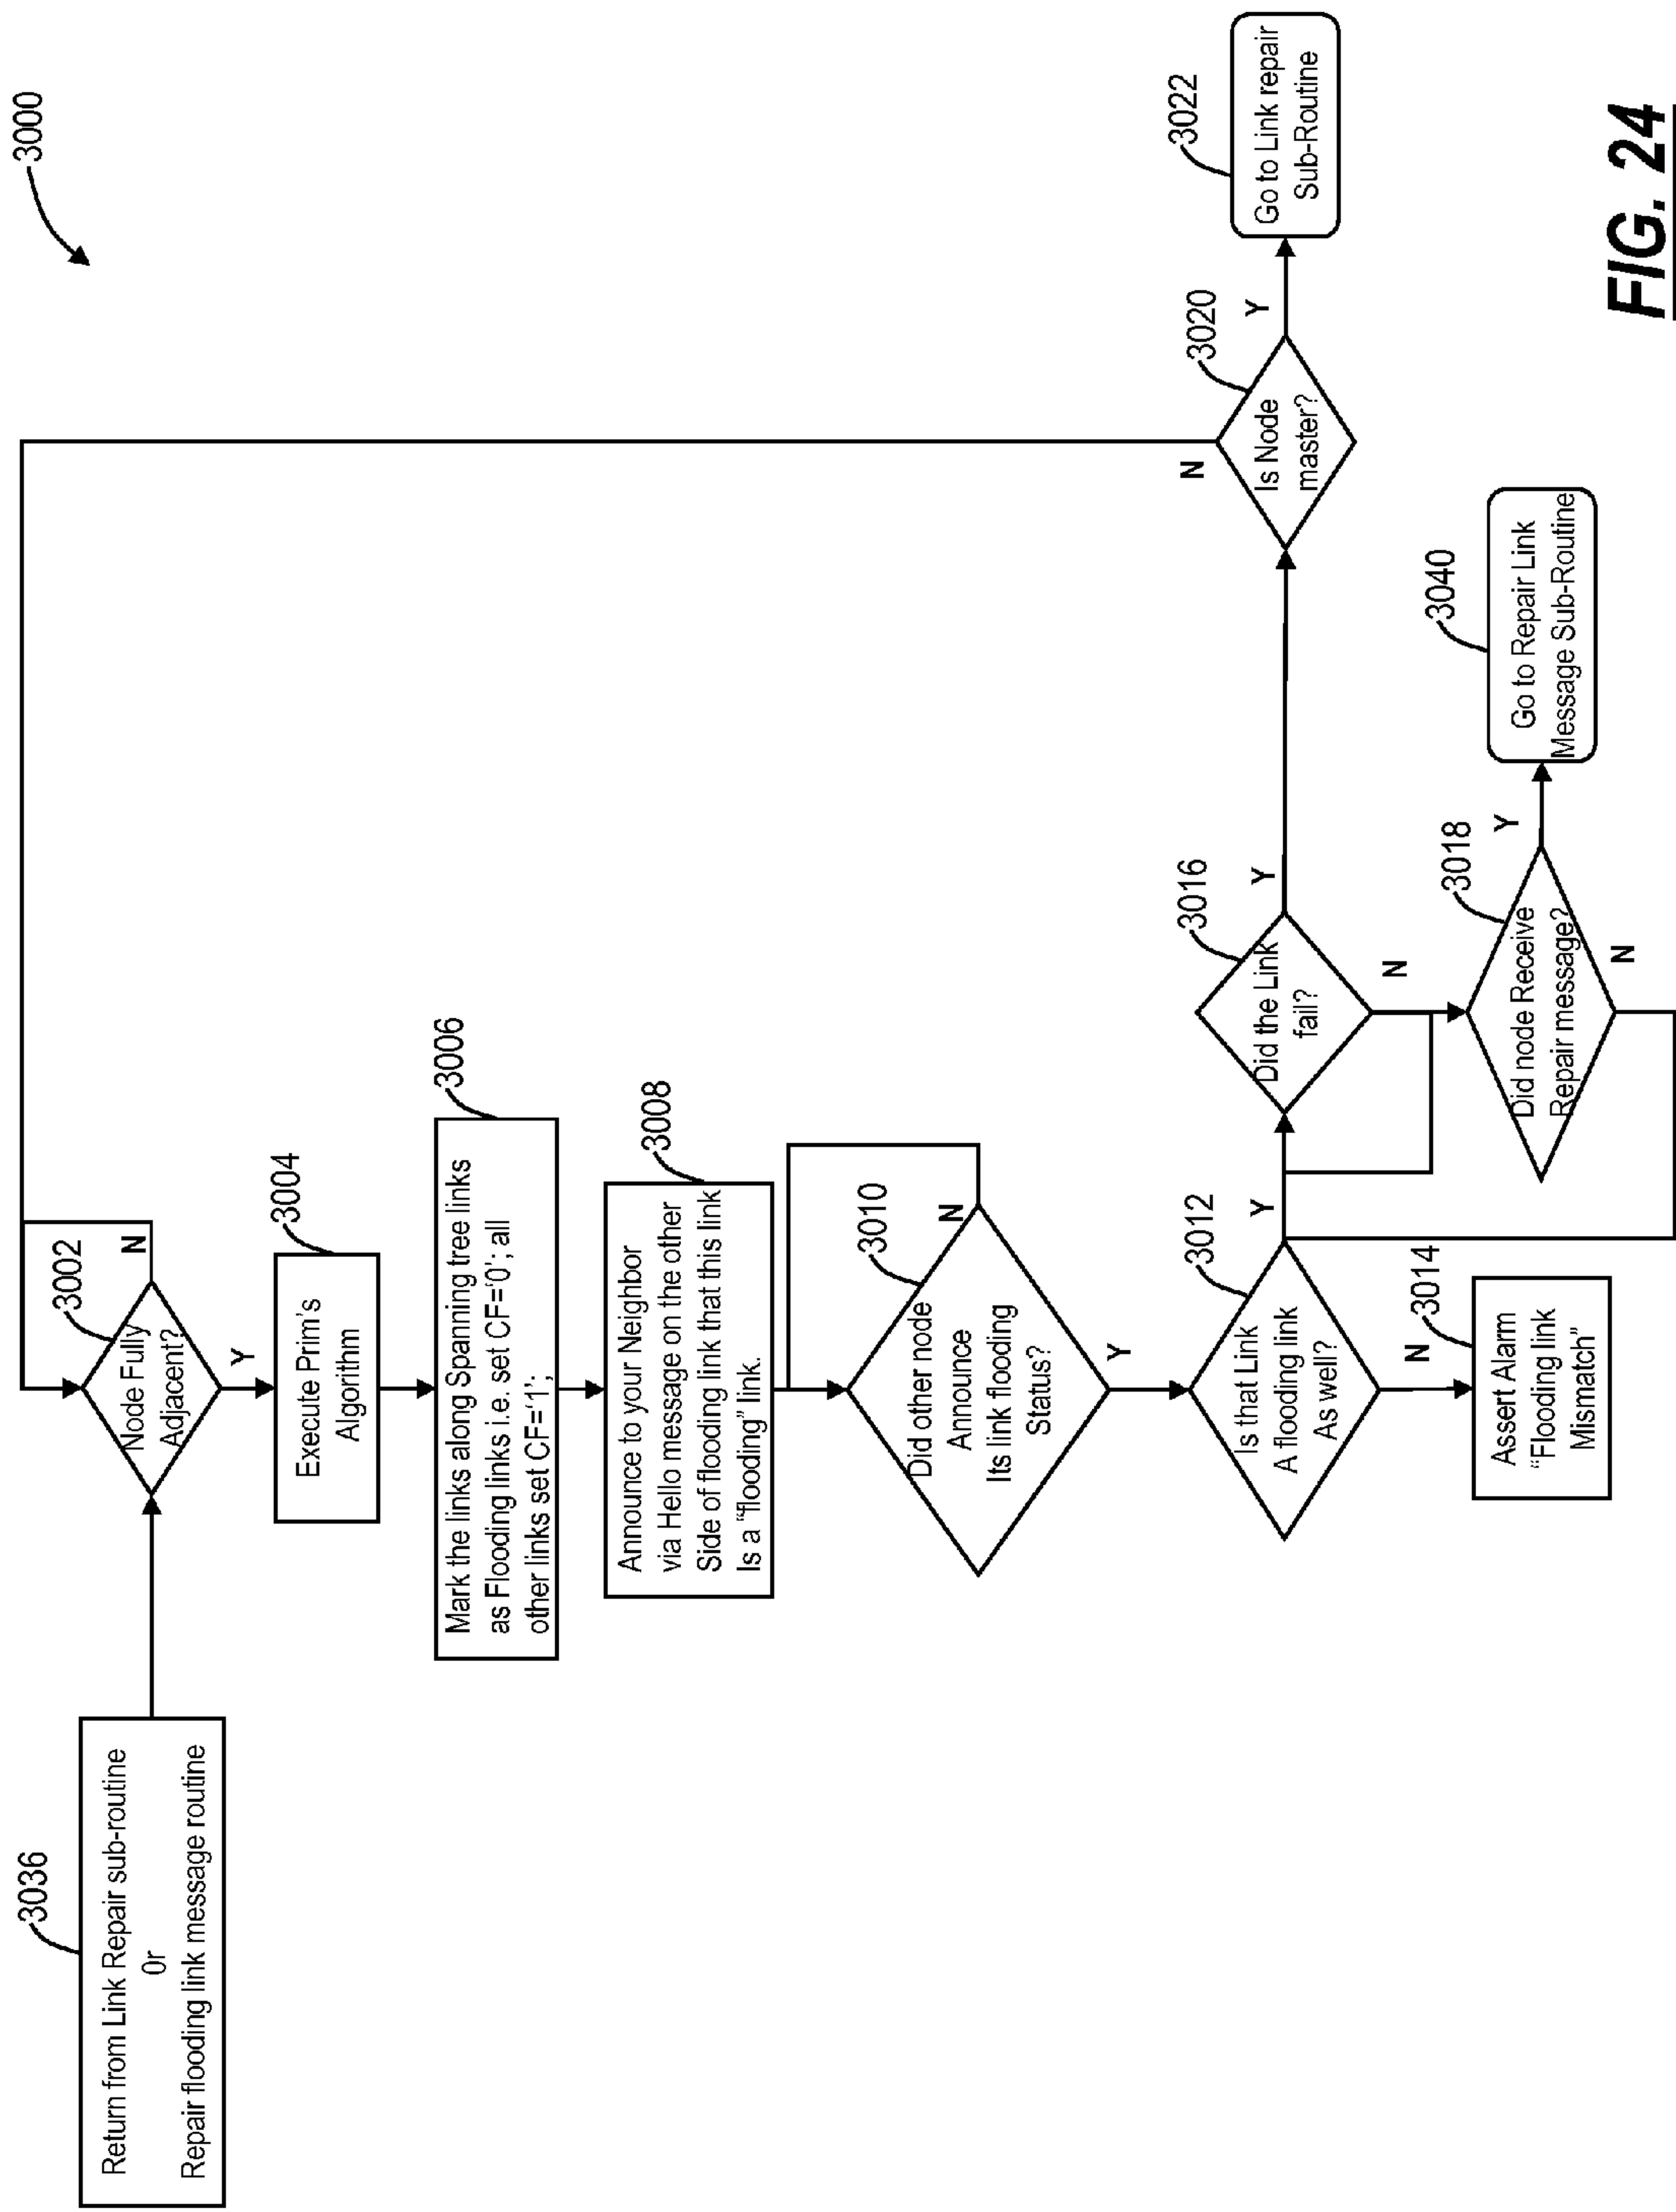 3000
3036
Return from Link Repair sub-routine
Or
Repair flooding link message routine
3002
Node Fully
Adjacent?
N
Y
3004
Execute Prim's
Algorithm
3006
Mark the links along Spanning tree links
as Flooding links i.e. set CF=‘0’; all
other links set CF=‘1’;
3008
Announce to your Neighbor
via Hello message on the other
Side of flooding link that this link
Is a “flooding” link.
3010
Did other node
Announce
Its link flooding
Status?
N
Y
3012
Is that Link
A flooding link
As well?
Y
N
3014
Assert Alarm
“Flooding link
Mismatch”
3016
Did the Link
fail?
Y
N
3018
Did node Receive
Repair message?
Y
N
3040
Go to Repair Link
Message Sub-Routine
3020
Is Node
master?
N
Y
3022
Go to Link repair
Sub-Routine
FIG. 24